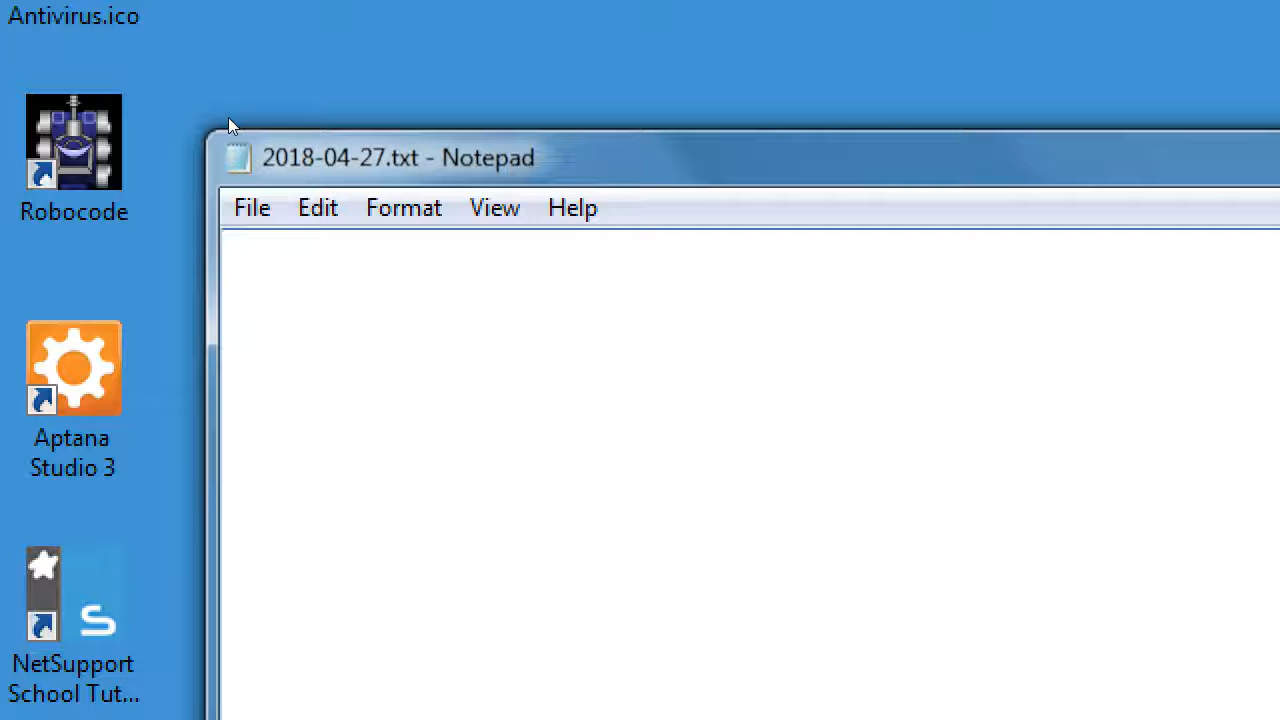 Antivirus.ico
Robocode
Aptana
Studio 3
NetSupport
School Tut...
2018-04-27.txt - Notepad
File Edit Format View Help